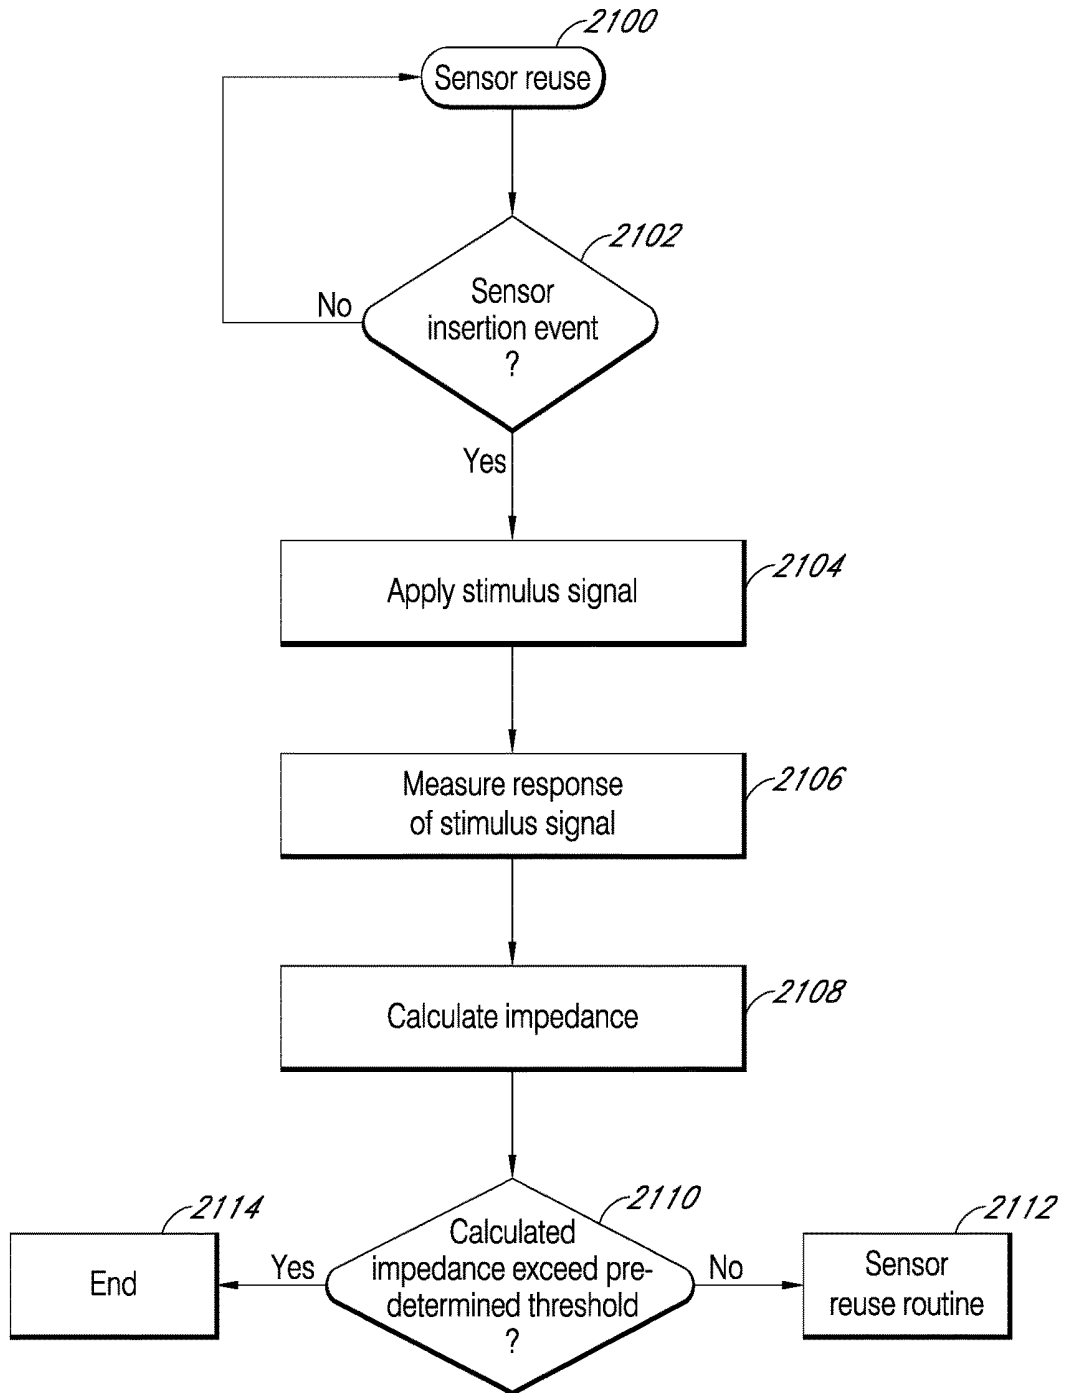 2100
Sensor reuse
2102
Sensor
insertion event
?
No
Yes
2104
Apply stimulus signal
2106
Measure response
of stimulus signal
2108
Calculate impedance
2110
Calculated
impedance exceed pre-
determined threshold
?
Yes
No
2114
End
2112
Sensor
reuse routine